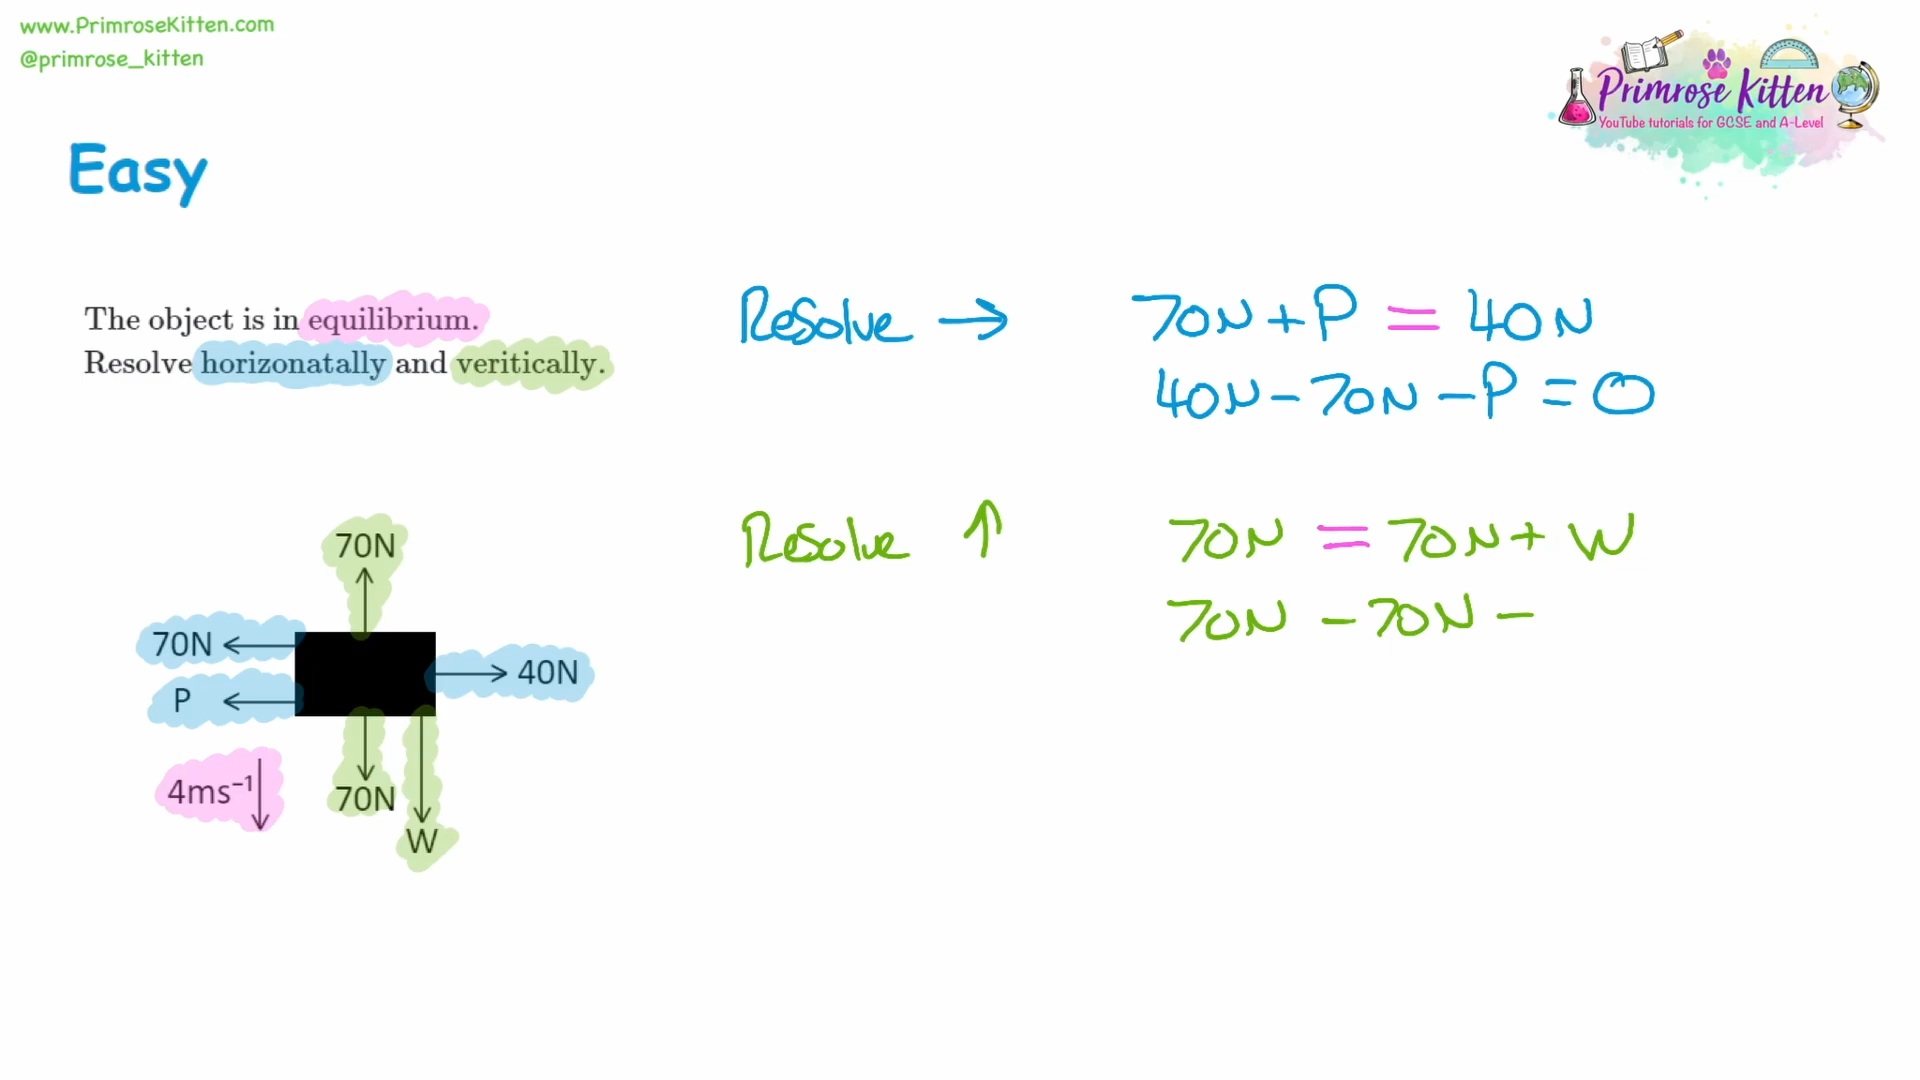 www.PrimroseKitten.com
@primrose_kitten
Primrose Kitten
YouTube tutorials for GCSE and A-Level
Easy
The object is in equilibrium.
Resolve horizonatally and veritically.
Resolve → 70N + P = 40N
40N - 70N - P = 0
Resolve ↑ 70N = 70N + W
70N - 70N -
70N
70N
40N
P
4ms⁻¹
70N
W